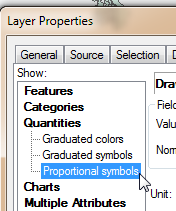 Layer Properties
General Source Selection
Show:
Features
Categories
Quantities
Graduated colors
Graduated symbols
Proportional symbols
Charts
Multiple Attributes
Unit: